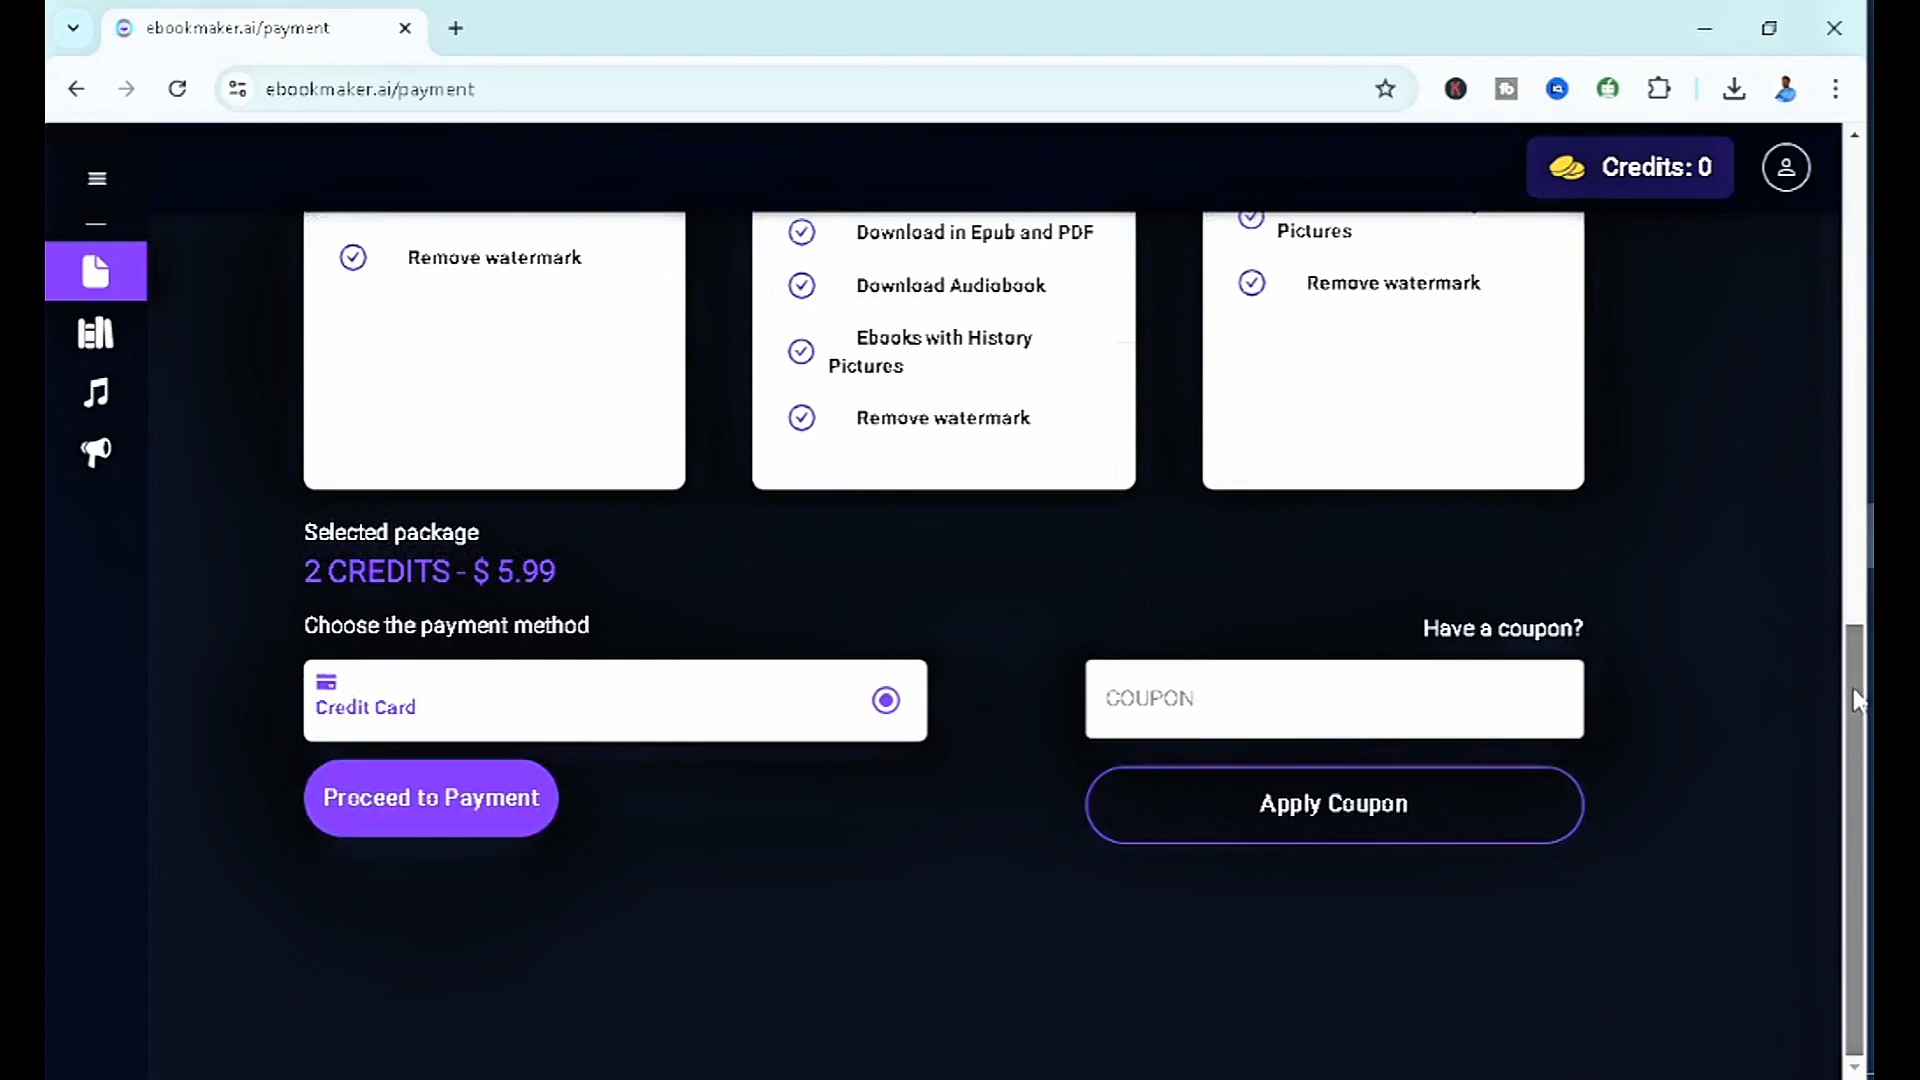 ebookmaker.ai/payment
ebookmaker.ai/payment
Credits: 0
Remove watermark
Download in Epub and PDF
Download Audiobook
Ebooks with History
Pictures
Remove watermark
Pictures
Remove watermark
Selected package
2 CREDITS - $ 5.99
Choose the payment method
Credit Card
Proceed to Payment
Have a coupon?
COUPON
Apply Coupon